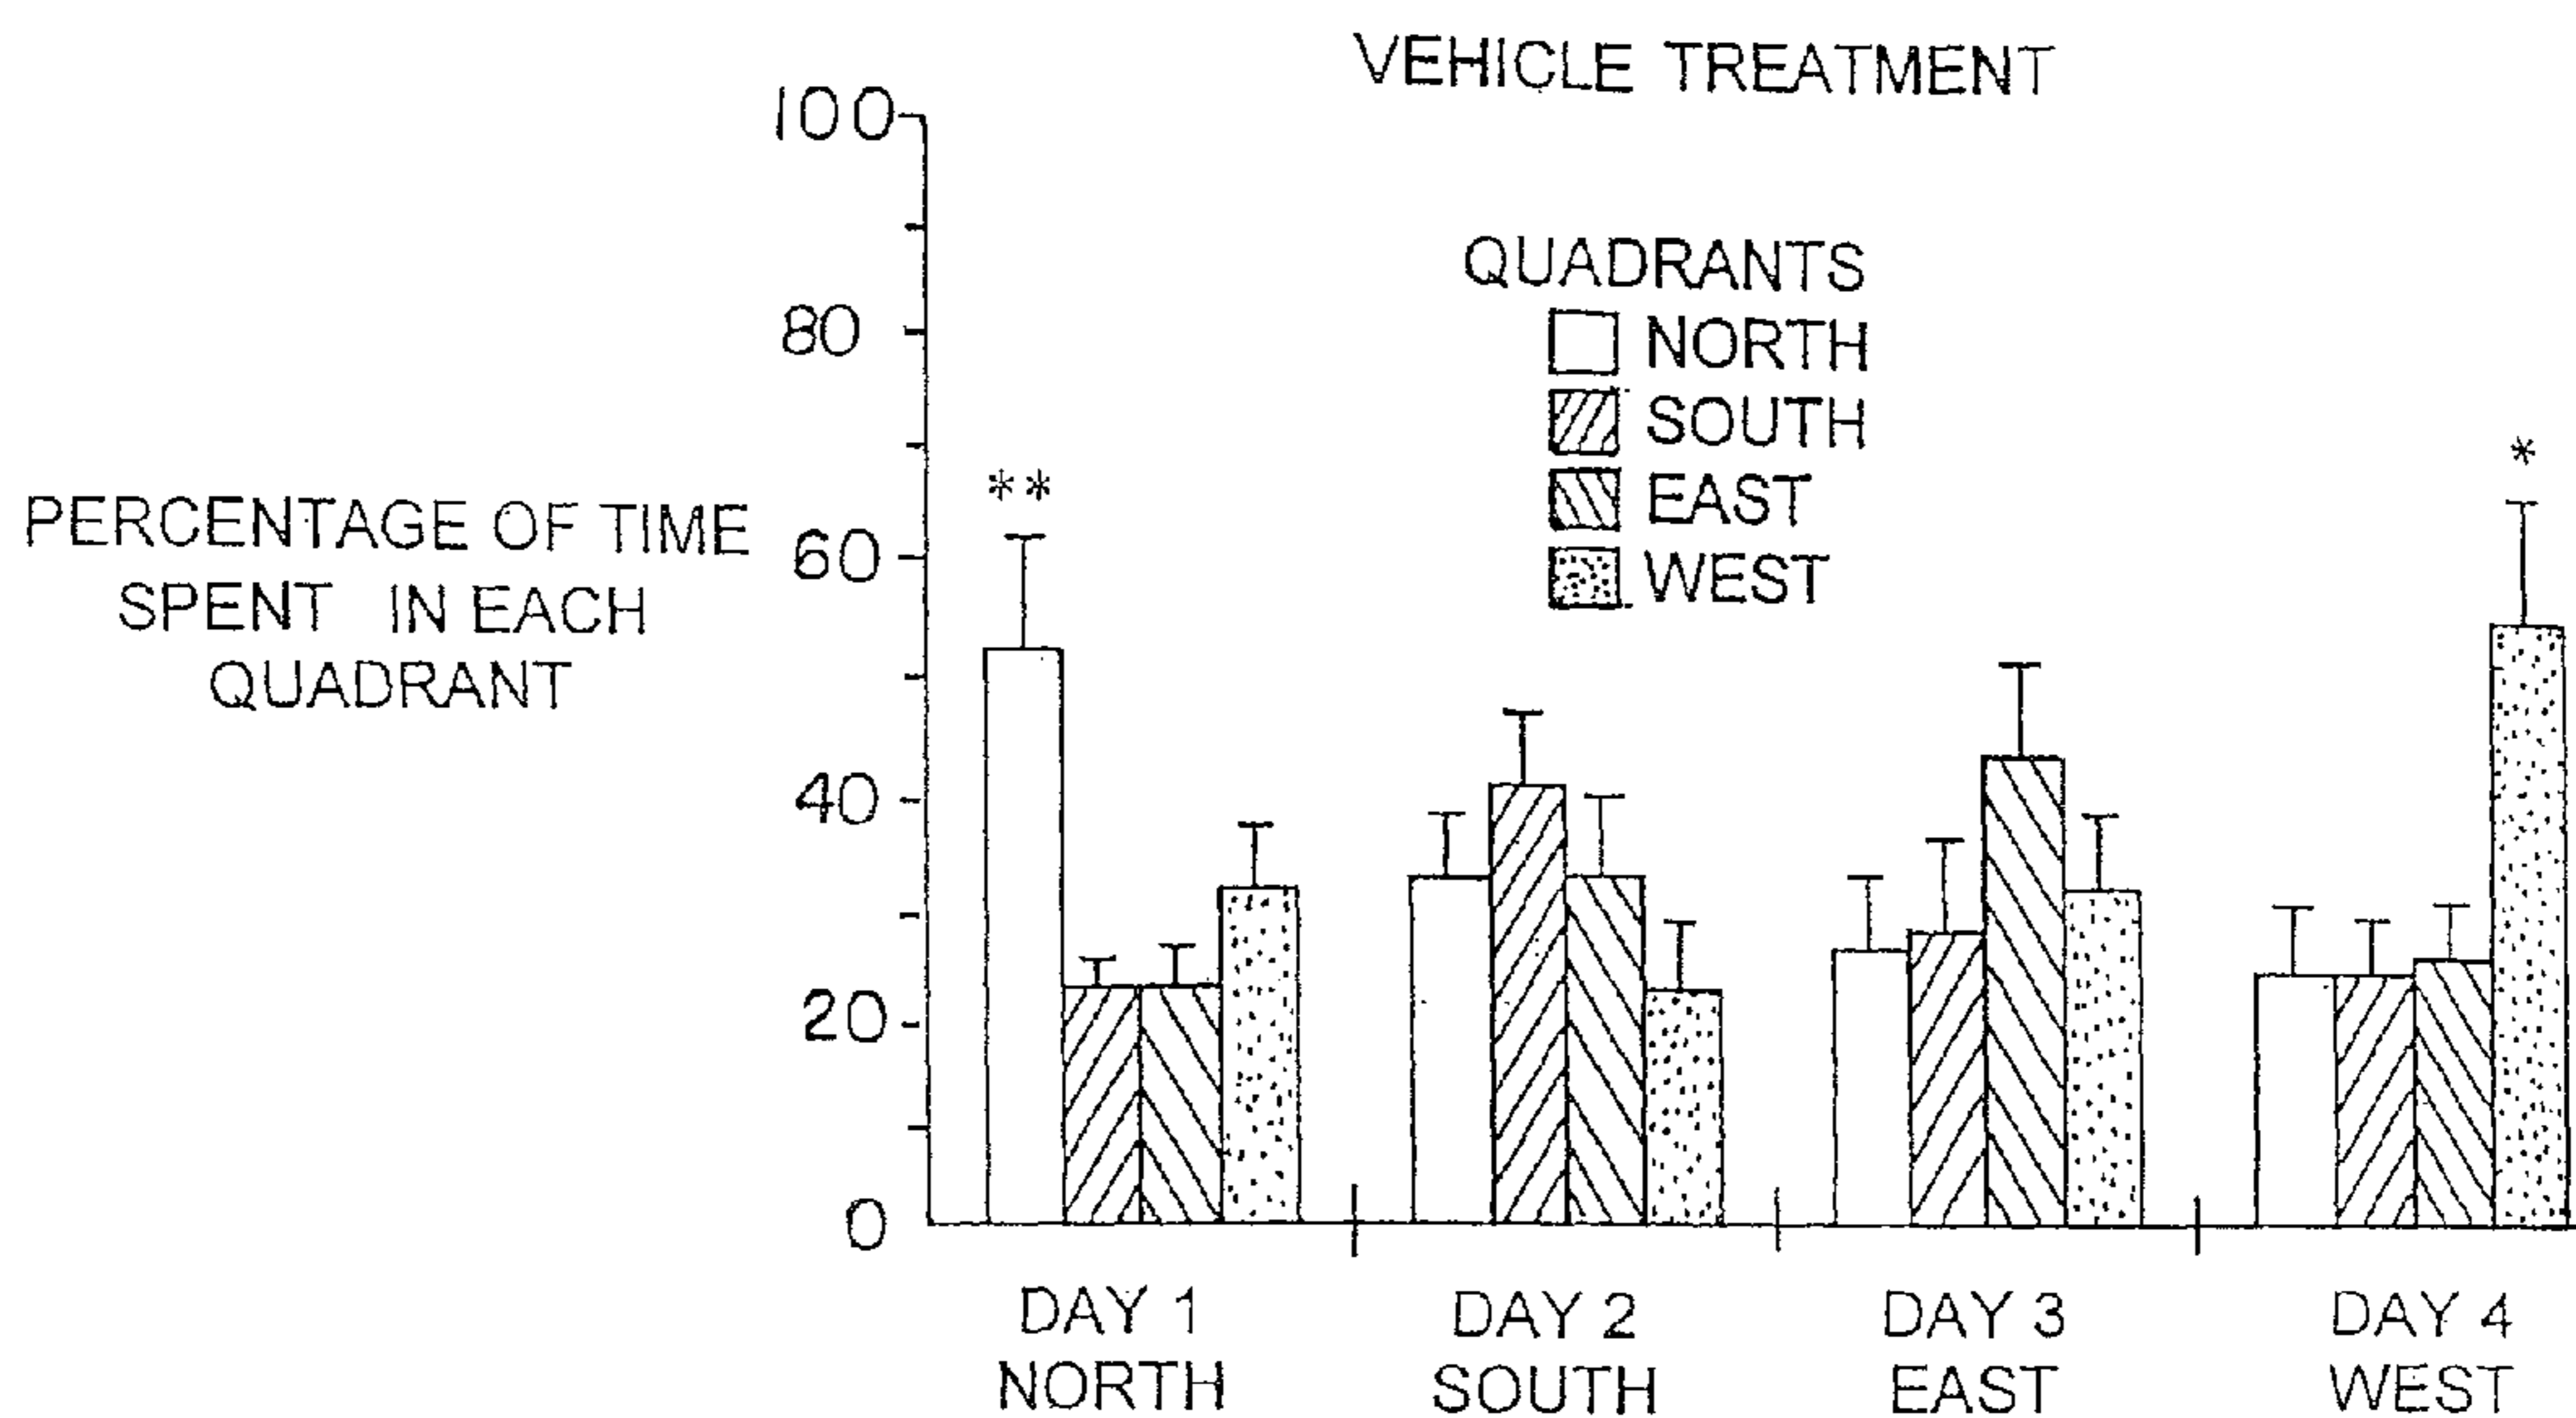 VEHICLE TREATMENT
100
80
60
40
20
0
PERCENTAGE OF TIME
SPENT IN EACH
QUADRANT
QUADRANTS
NORTH
SOUTH
EAST
WEST
**
*
DAY 1
NORTH
DAY 2
SOUTH
DAY 3
EAST
DAY 4
WEST